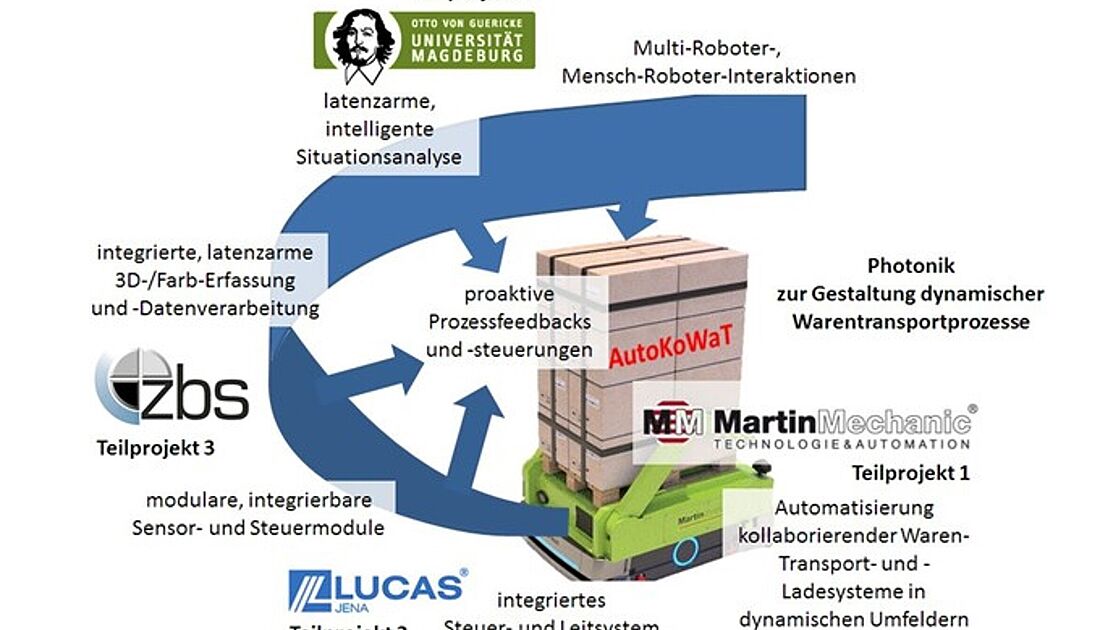 OTTO VON GUERICKE
UNIVERSITÄT
MAGDEBURG
Multi-Roboter-,
Mensch-Roboter-Interaktionen
latenzarme,
intelligente
Situationsanalyse
integrierte, latenzarme
3D-/Farb-Erfassung
und -Datenverarbeitung
proaktive
Prozessfeedbacks
und -steuerungen
AutoKoWaT
Photonik
zur Gestaltung dynamischer
Warentransportprozesse
zbs
Teilprojekt 3
MM MartinMechanic®
TECHNOLOGIE&AUTOMATION
Teilprojekt 1
modulare, integrierbare
Sensor- und Steuermodule
Martin
Automatisierung
kollaborierender Waren-
Transport- und -
Ladesysteme in
dynamischen Umfeldern
LUCAS®
JENA
Teilprojekt 2
integriertes
Steuer- und Leitsystem